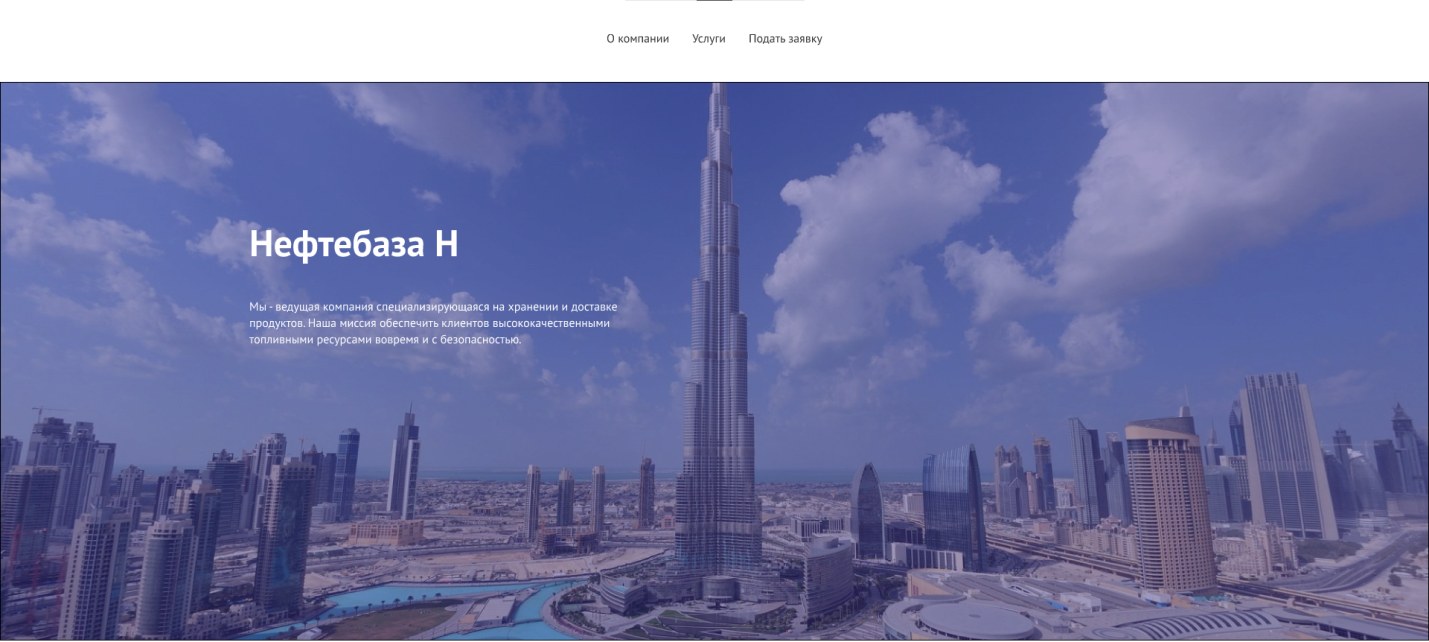 О компании Услуги Подать заявку
Нефтебаза Н
Мы - ведущая компания специализирующаяся на хранении и доставке
продуктов. Наша миссия обеспечить клиентов высококачественными
топливными ресурсами вовремя и с безопасностью.